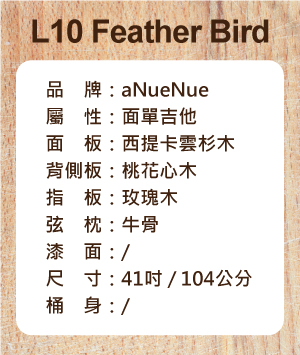 L10 Feather Bird
品　牌：aNueNue
屬　性：面單吉他
面　板：西提卡雲杉木
背側板：桃花心木
指　板：玫瑰木
弦　枕：牛骨
漆　面：/
尺　寸：41吋 / 104公分
桶　身：/